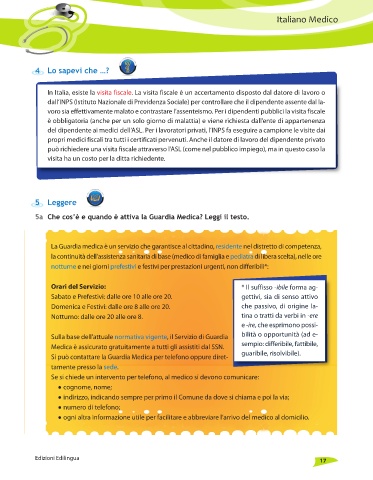 Italiano Medico
4 Lo sapevi che ...?
In Italia, esiste la visita fiscale. La visita fiscale è un accertamento disposto dal datore di lavoro o
dall'INPS (Istituto Nazionale di Previdenza Sociale) per controllare che il dipendente assente dal la-
voro sia effettivamente malato e contrastare l'assenteismo. Per i dipendenti pubblici la visita fiscale
è obbligatoria (anche per un solo giorno di malattia) e viene richiesta dall'ente di appartenenza
del dipendente ai medici dell'ASL. Per i lavoratori privati, l'INPS fa eseguire a campione le visite dai
propri medici fiscali tra tutti i certificati pervenuti. Anche il datore di lavoro del dipendente privato
può richiedere una visita fiscale attraverso l'ASL (come nel pubblico impiego), ma in questo caso la
visita ha un costo per la ditta richiedente.
5 Leggere
5a Che cos'è e quando è attiva la Guardia Medica? Leggi il testo.
La Guardia medica è un servizio che garantisce al cittadino, residente nel distretto di competenza,
la continuità dell'assistenza sanitaria di base (medico di famiglia e pediatra di libera scelta), nelle ore
notturne e nei giorni prefestivi e festivi per prestazioni urgenti, non differibili*;
Orari del Servizio:
Sabato e Prefestivi: dalle ore 10 alle ore 20.
Domenica e Festivi: dalle ore 8 alle ore 20.
Notturno: dalle ore 20 alle ore 8.
Sulla base dell'attuale normativa vigente, il Servizio di Guardia
Medica è assicurato gratuitamente a tutti gli assistiti dal SSN.
Si può contattare la Guardia Medica per telefono oppure diret-
tamente presso la sede.
Se si chiede un intervento per telefono, al medico si devono comunicare:
● cognome, nome;
● indirizzo, indicando sempre per primo il Comune da dove si chiama e poi la via;
● numero di telefono;
● ogni altra informazione utile per facilitare e abbreviare l'arrivo del medico al domicilio.
* Il suffisso -ibile forma ag-
gettivi, sia di senso attivo
che passivo, di origine la-
tina o tratti da verbi in -ere
e -ire, che esprimono possi-
bilità o opportunità (ad e-
sempio: differibile, fattibile,
guaribile, risolvibile).
Edizioni Edilingua
17